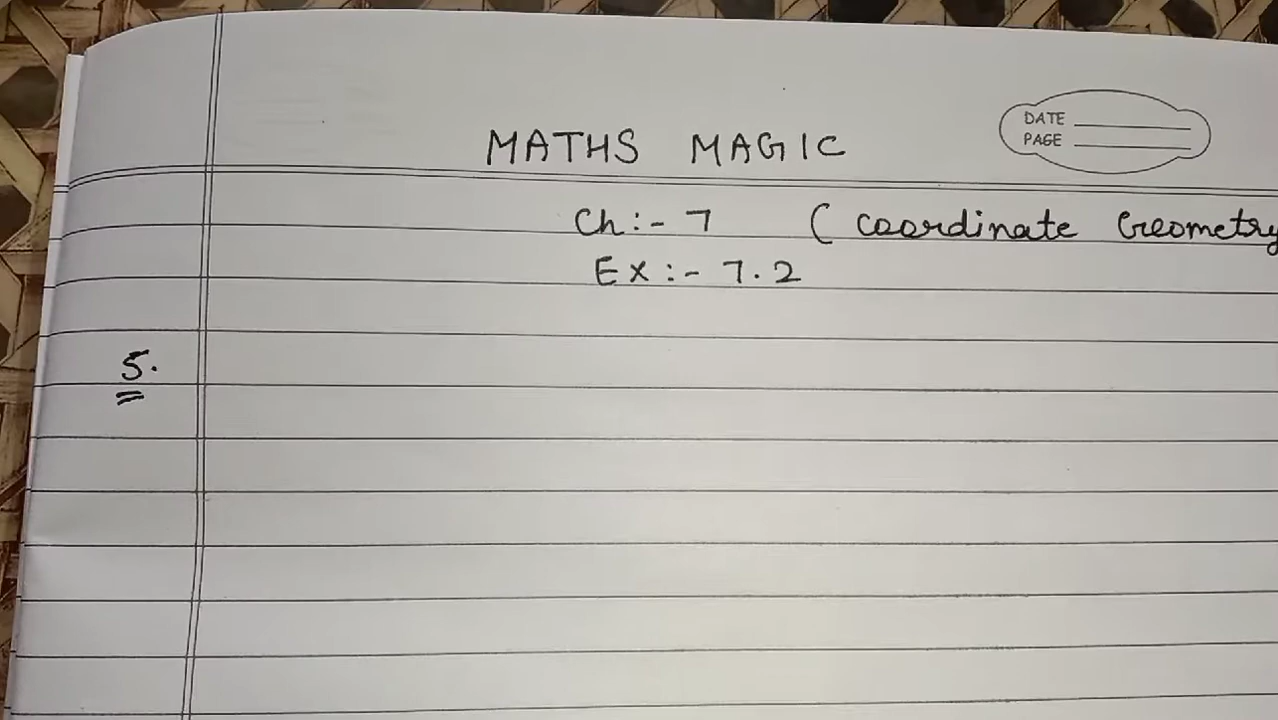 MATHS MAGIC
DATE
PAGE
Ch:- 7 ( Coordinate Geometry
Ex:- 7.2
5.